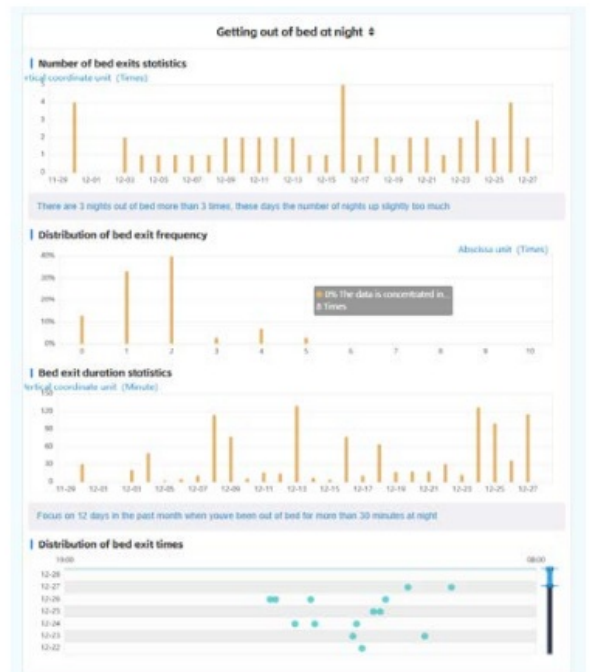 Getting out of bed at night
Number of bed exits statistics
rtical coordinate unit (Times)
5
4
3
2
1
0
11-29 12-01 12-03 12-05 12-07 12-09 12-11 12-13 12-15 12-17 12-19 12-21 12-23 12-25 12-27
There are 3 nights out of bed more than 3 times, these days the number of nights up slightly too much
Distribution of bed exit frequency
Abscissa unit (Times)
40%
30%
20%
10%
0%
0% The data is concentrated in...
8 Times
0 1 2 3 4 5 6 7 8 9 10
Bed exit duration statistics
Vertical coordinate unit (Minute)
150
120
90
60
30
0
11-29 12-01 12-03 12-05 12-07 12-09 12-11 12-13 12-15 12-17 12-19 12-21 12-23 12-25 12-27
Focus on 12 days in the past month when youve been out of bed for more than 30 minutes at night
Distribution of bed exit times
19:00 08:00
12-28
12-27
12-26
12-25
12-24
12-23
12-22